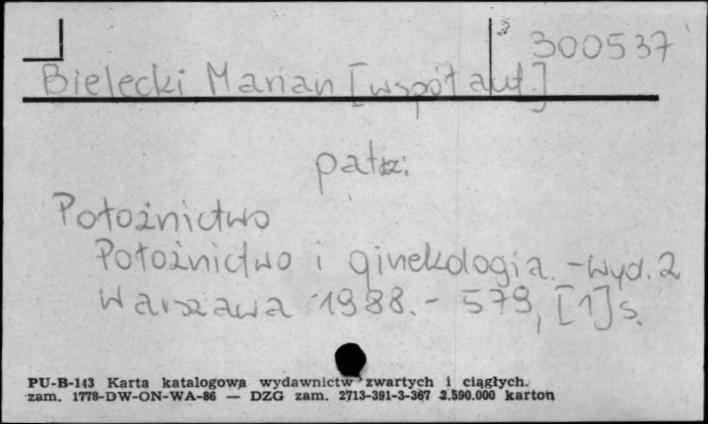 300537
Bielecki Marian [współaut.]
patrz:
Położnictwo
Położnictwo i ginekologia. - Wyd. 2
Warszawa 1988. - 579, [1] s.
PU-B-143 Karta katalogowa wydawnictw zwartych i ciągłych.
zam. 1778-DW-ON-WA-86 — DZG zam. 2713-391-3-367 2.590.000 karton